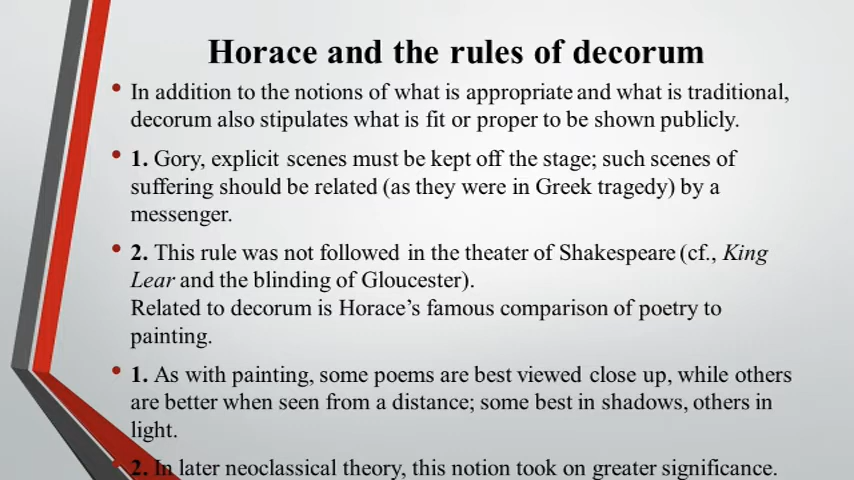 Horace and the rules of decorum
• In addition to the notions of what is appropriate and what is traditional,
decorum also stipulates what is fit or proper to be shown publicly.
• 1. Gory, explicit scenes must be kept off the stage; such scenes of
suffering should be related (as they were in Greek tragedy) by a
messenger.
• 2. This rule was not followed in the theater of Shakespeare (cf., King
Lear and the blinding of Gloucester).
Related to decorum is Horace’s famous comparison of poetry to
painting.
• 1. As with painting, some poems are best viewed close up, while others
are better when seen from a distance; some best in shadows, others in
light.
• 2. In later neoclassical theory, this notion took on greater significance.